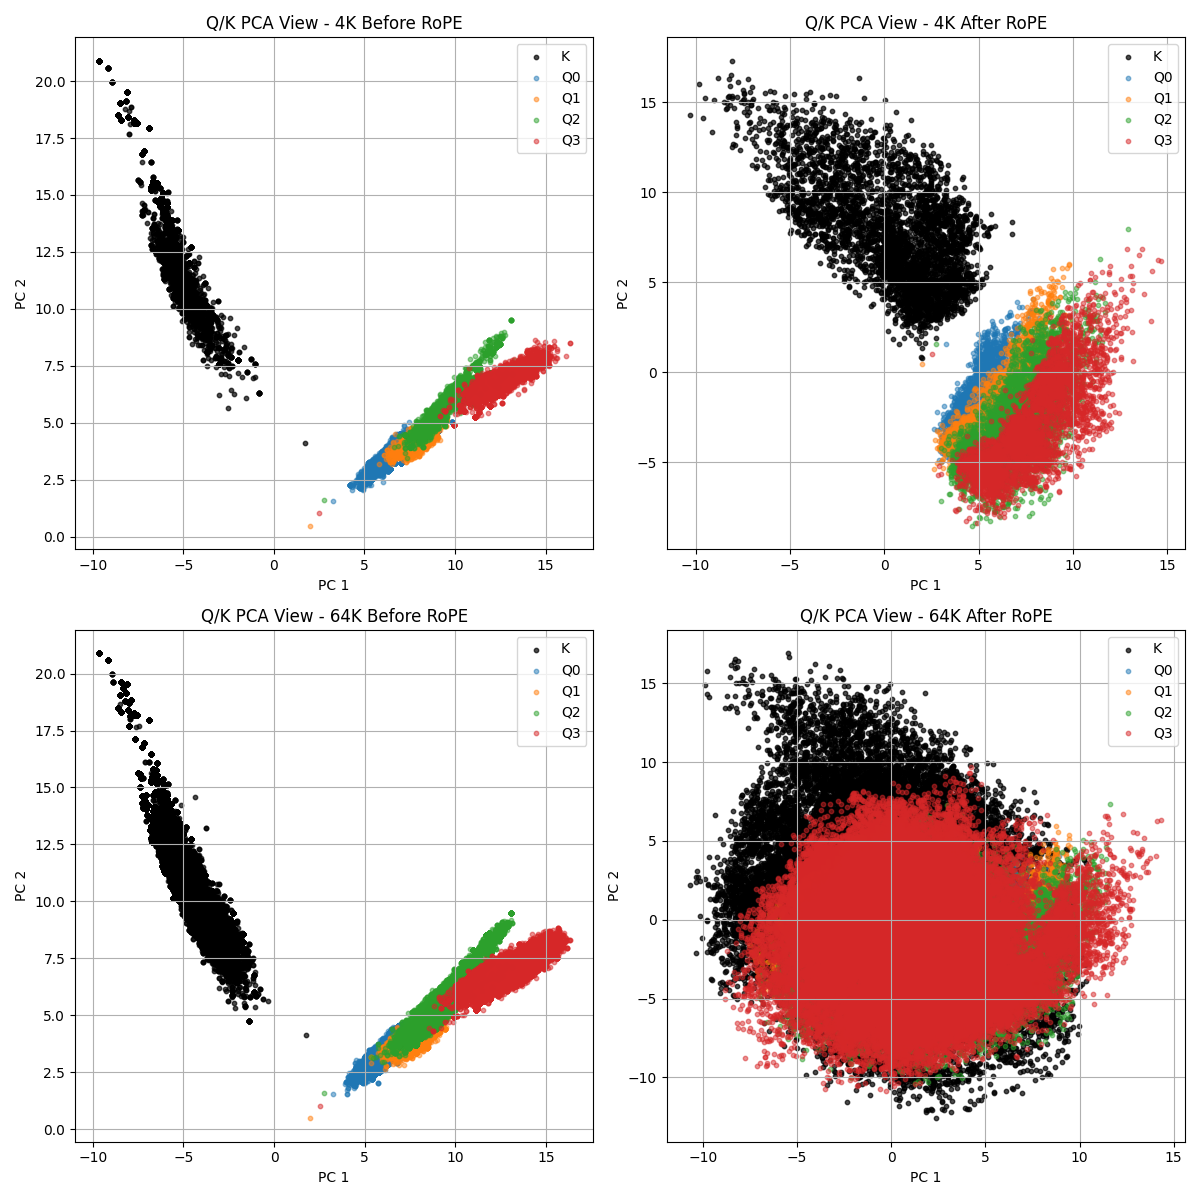 Q/K PCA View - 4K Before RoPE
20.0
17.5
15.0
12.5
10.0
7.5
5.0
2.5
0.0
PC 2
K
Q0
Q1
Q2
Q3
−10 −5 0 5 10 15
PC 1
Q/K PCA View - 4K After RoPE
15
10
5
0
−5
PC 2
K
Q0
Q1
Q2
Q3
−10 −5 0 5 10 15
PC 1
Q/K PCA View - 64K Before RoPE
20.0
17.5
15.0
12.5
10.0
7.5
5.0
2.5
0.0
PC 2
K
Q0
Q1
Q2
Q3
−10 −5 0 5 10 15
PC 1
Q/K PCA View - 64K After RoPE
15
10
5
0
−5
−10
PC 2
K
Q0
Q1
Q2
Q3
−10 −5 0 5 10 15
PC 1